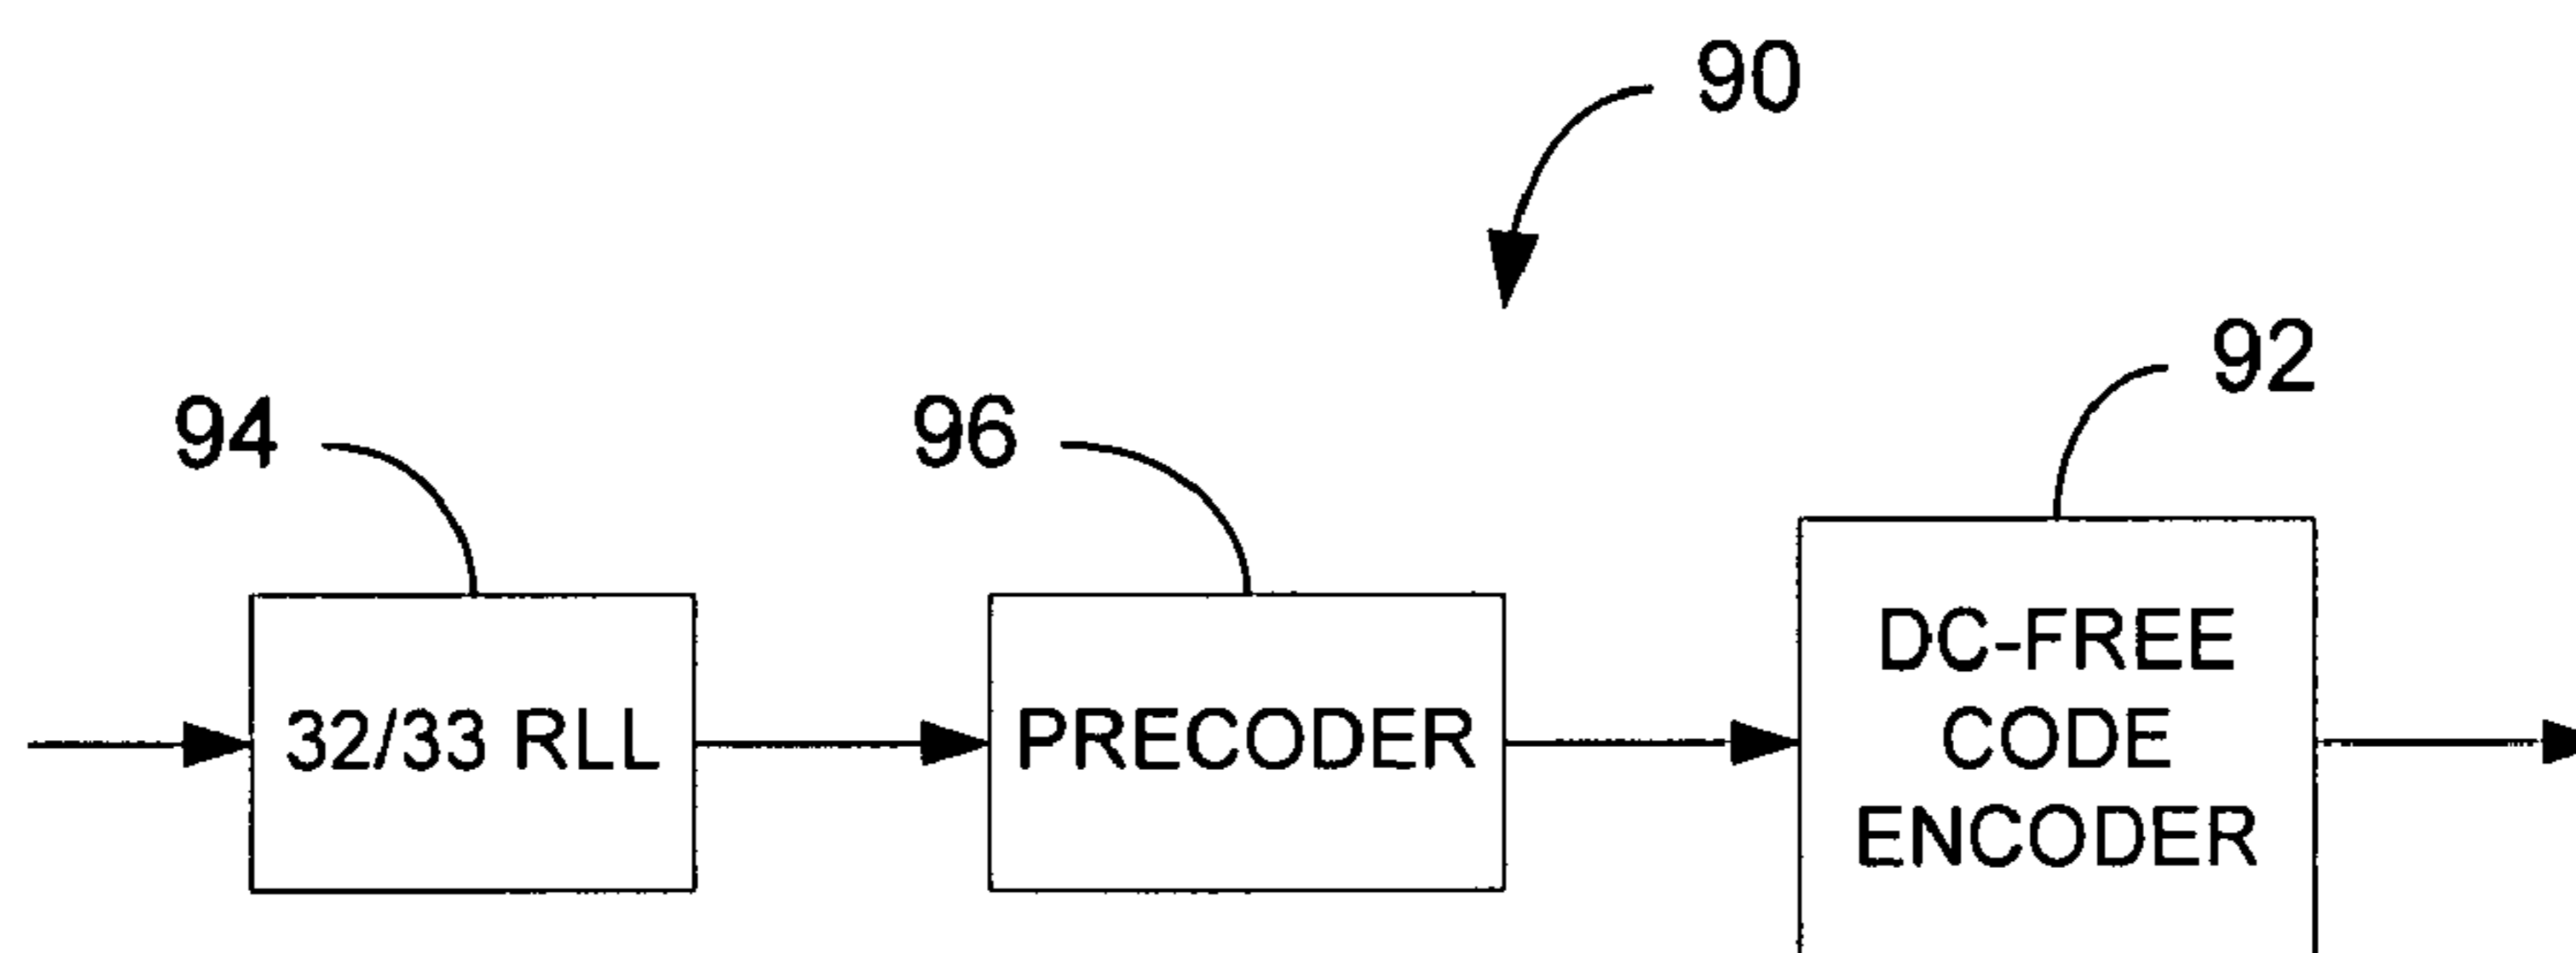 90
92
94
96
32/33 RLL
PRECODER
DC-FREE
CODE
ENCODER